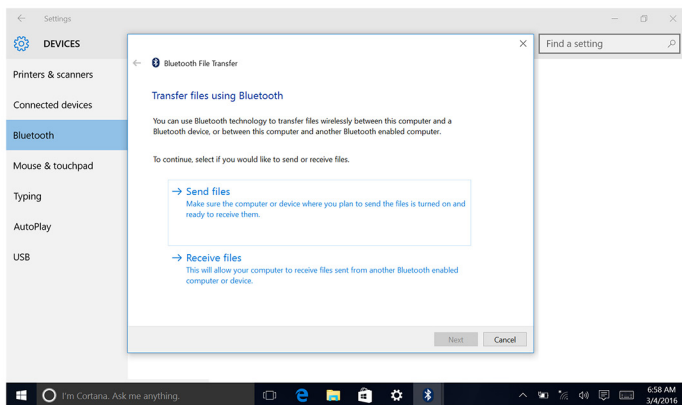 Settings
DEVICES
Find a setting
Printers & scanners
Connected devices
Bluetooth
Mouse & touchpad
Typing
AutoPlay
USB
Bluetooth File Transfer
Transfer files using Bluetooth
You can use Bluetooth technology to transfer files wirelessly between this computer and a
Bluetooth device, or between this computer and another Bluetooth enabled computer.
To continue, select if you would like to send or receive files.
Send files
Make sure the computer or device where you plan to send the files is turned on and
ready to receive them.
Receive files
This will allow your computer to receive files sent from another Bluetooth enabled
computer or device.
Next
Cancel
I'm Cortana. Ask me anything.
6:58 AM
3/4/2016